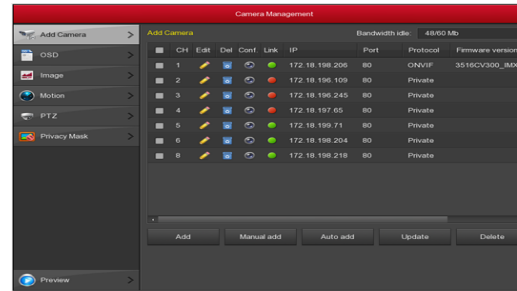 Camera Management
Add Camera >
OSD >
Image >
Motion >
PTZ >
Privacy Mask >
Preview >
Add Camera Bandwidth idle: 48/60 Mb
CH Edit Del Conf. Link IP Port Protocol Firmware version
1 172.18.198.206 80 ONVIF 3516CV300_IMX
2 172.18.196.109 80 Private
3 172.18.196.245 80 Private
4 172.18.197.65 80 Private
5 172.18.199.71 80 Private
6 172.18.198.204 80 Private
8 172.18.198.218 80 Private
Add Manual add Auto add Update Delete